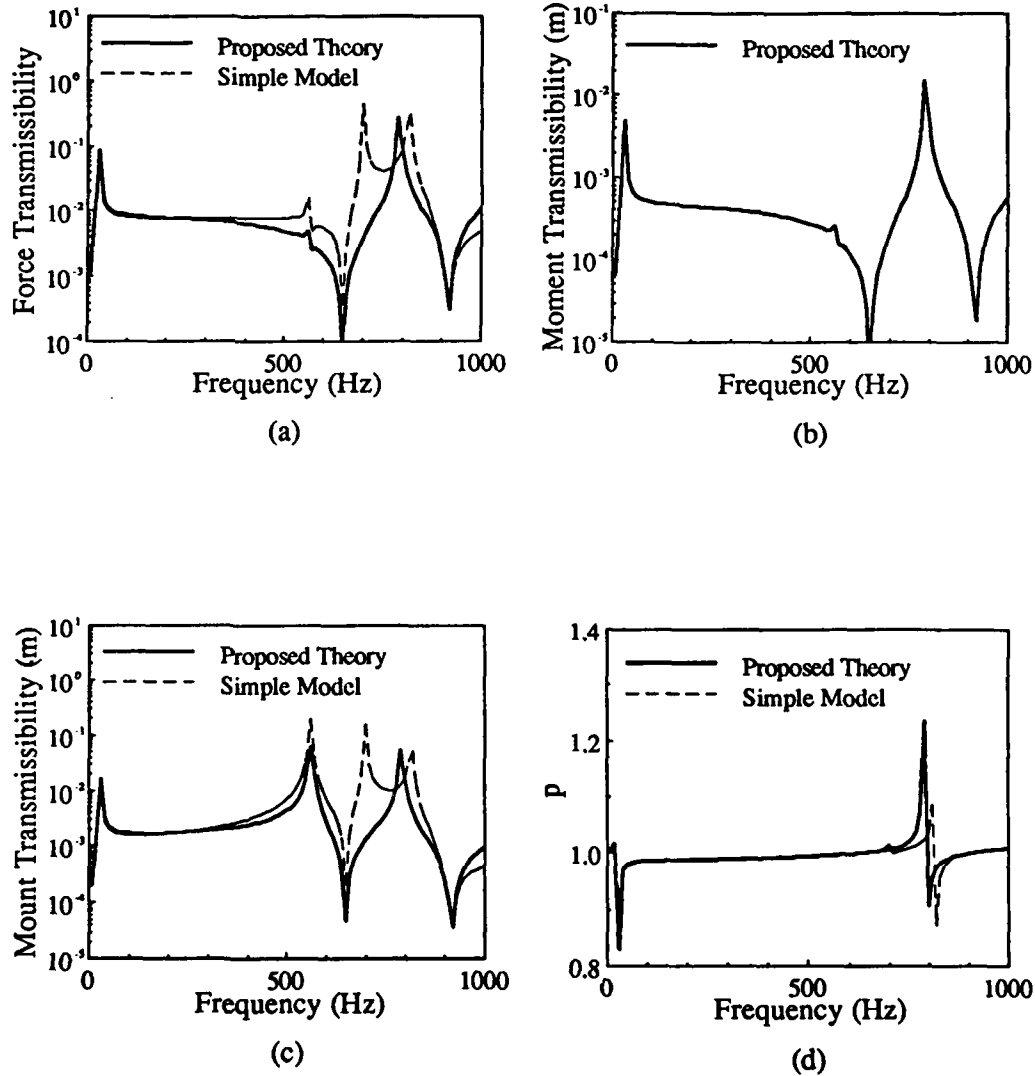 Force Transmissibility
10¹
10⁰
10⁻¹
10⁻²
10⁻³
10⁻⁴
Proposed Theory
Simple Model
0
500
1000
Frequency (Hz)
(a)
Moment Transmissibility (m)
10⁻¹
10⁻²
10⁻³
10⁻⁴
10⁻⁵
Proposed Theory
0
500
1000
Frequency (Hz)
(b)
Mount Transmissibility (m)
10¹
10⁰
10⁻¹
10⁻²
10⁻³
10⁻⁴
10⁻⁵
Proposed Theory
Simple Model
0
500
1000
Frequency (Hz)
(c)
p
1.4
1.2
1.0
0.8
Proposed Theory
Simple Model
0
500
1000
Frequency (Hz)
(d)